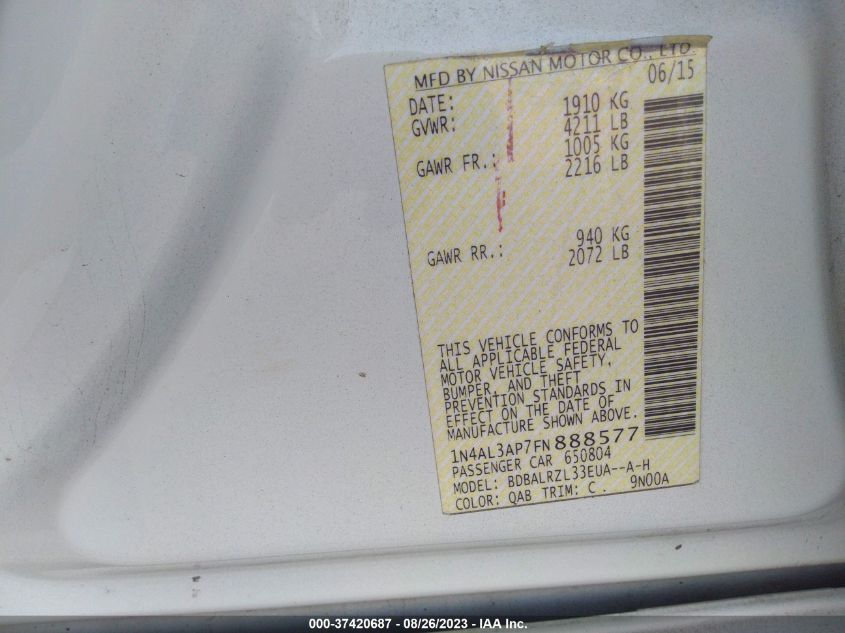 MFD BY NISSAN MOTOR CO., LTD.
DATE: 06/15
GVWR: 1910 KG
4211 LB
GAWR FR.: 1005 KG
2216 LB
GAWR RR.: 940 KG
2072 LB
THIS VEHICLE CONFORMS TO
ALL APPLICABLE FEDERAL
MOTOR VEHICLE SAFETY,
BUMPER, AND THEFT
PREVENTION STANDARDS IN
EFFECT ON THE DATE OF
MANUFACTURE SHOWN ABOVE.
1N4AL3AP7FN888577
PASSENGER CAR 650804
MODEL: BDBALRZL33EUA--A-H
COLOR: QAB TRIM: C . 9N00A
000-37420687 - 08/26/2023 - IAA Inc.